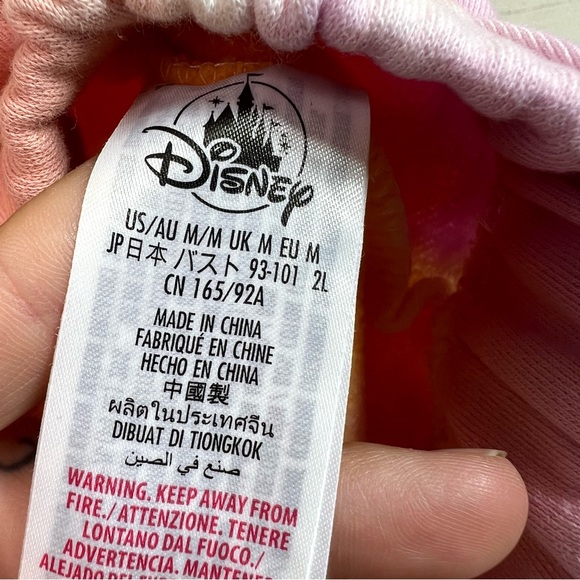 Disney
US/AU M/M UK M EU M
JP日本 バスト 93-101 2L
CN 165/92A
MADE IN CHINA
FABRIQUÉ EN CHINE
HECHO EN CHINA
中國製
ผลิตในประเทศจีน
DIBUAT DI TIONGKOK
صنع في الصين
WARNING. KEEP AWAY FROM
FIRE./ ATTENZIONE. TENERE
LONTANO DAL FUOCO./
ADVERTENCIA. MANTENER
ALEJADO DEL